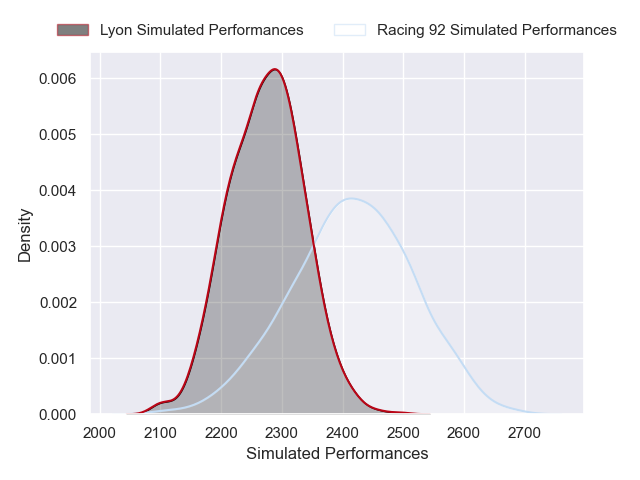 Lyon Simulated Performances Racing 92 Simulated Performances
0.006
0.005
0.004
0.003
0.002
0.001
0.000
Density
2000 2100 2200 2300 2400 2500 2600 2700
Simulated Performances